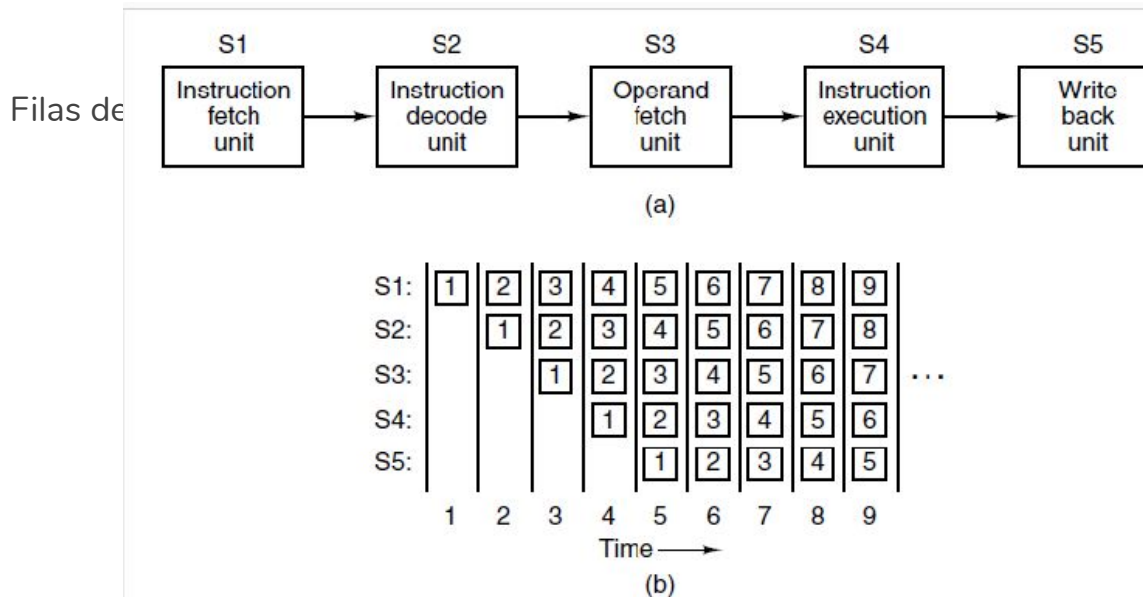 S1 S2 S3 S4 S5
Filas de
Instruction fetch unit
Instruction decode unit
Operand fetch unit
Instruction execution unit
Write back unit
(a)
S1: 1 2 3 4 5 6 7 8 9
S2: 1 2 3 4 5 6 7 8
S3: 1 2 3 4 5 6 7 ...
S4: 1 2 3 4 5 6
S5: 1 2 3 4 5
1 2 3 4 5 6 7 8 9
Time
(b)